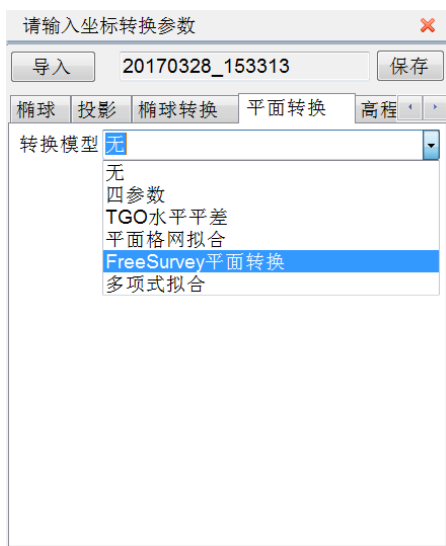 请输入坐标转换参数
导入 20170328_153313 保存
椭球 投影 椭球转换 平面转换 高程
转换模型 无
无
四参数
TGO水平平差
平面格网拟合
FreeSurvey平面转换
多项式拟合